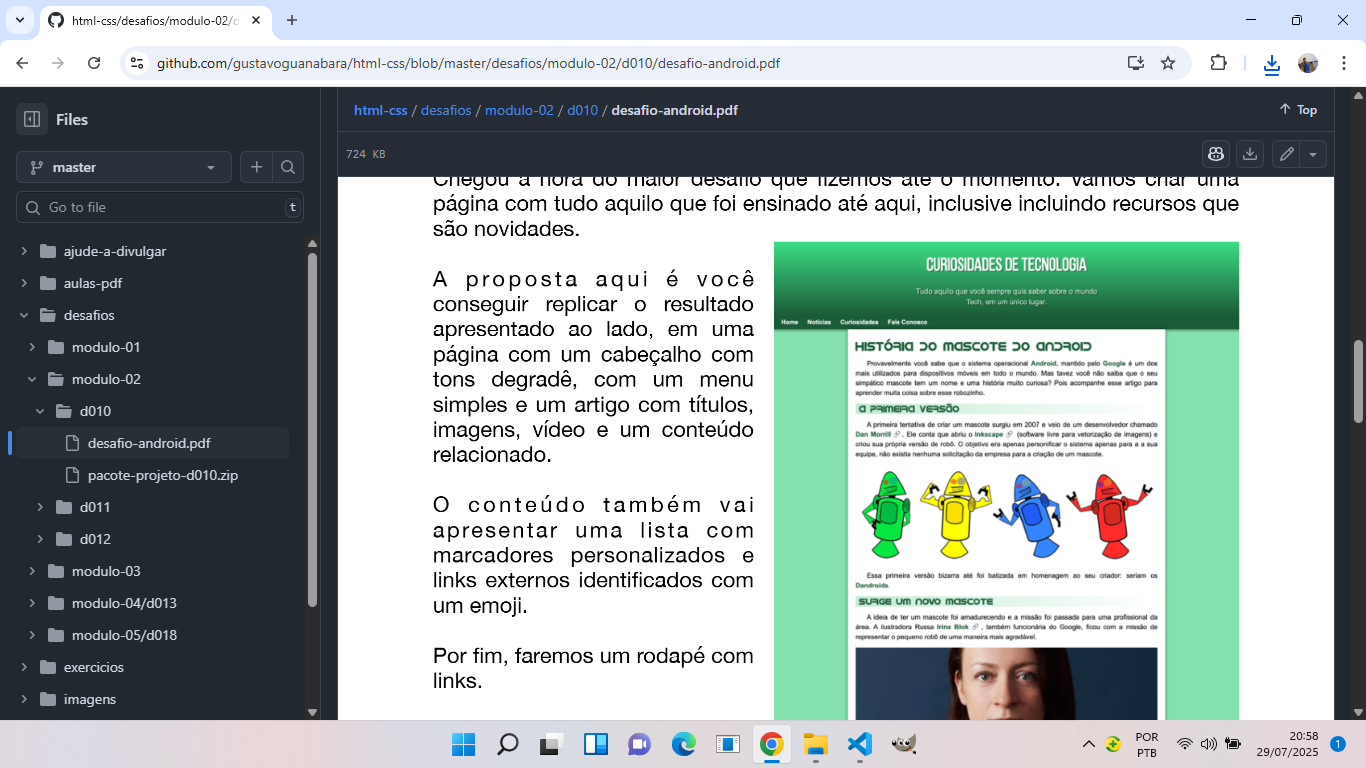 html-css/desafios/modulo-02/d
github.com/gustavoguanabara/html-css/blob/master/desafios/modulo-02/d010/desafio-android.pdf
Files
master
Go to file
t
ajude-a-divulgar
aulas-pdf
desafios
modulo-01
modulo-02
d010
desafio-android.pdf
pacote-projeto-d010.zip
d011
d012
modulo-03
modulo-04/d013
modulo-05/d018
exercicios
imagens
html-css / desafios / modulo-02 / d010 / desafio-android.pdf
Top
724 KB
Chegou a hora do maior desafio que fizemos até o momento. Vamos criar uma
página com tudo aquilo que foi ensinado até aqui, inclusive incluindo recursos que
são novidades.
A proposta aqui é você
conseguir replicar o resultado
apresentado ao lado, em uma
página com um cabeçalho com
tons degradê, com um menu
simples e um artigo com títulos,
imagens, vídeo e um conteúdo
relacionado.
O conteúdo também vai
apresentar uma lista com
marcadores personalizados e
links externos identificados com
um emoji.
Por fim, faremos um rodapé com
links.
CURIOSIDADES DE TECNOLOGIA
Tudo aquilo que você sempre quis saber sobre o mundo
Tech, em um único lugar.
Home Notícias Curiosidades Fale Conosco
HISTÓRIA DO MASCOTE DO ANDROID
Provavelmente você sabe que o sistema operacional Android, mantido pelo Google é um dos
mais utilizados para dispositivos móveis em todo o mundo. Mas tavez você não saiba que o seu
simpático mascote tem um nome e uma história muito curiosa? Pois acompanhe esse artigo para
aprender muita coisa sobre esse robozinho.
A PRIMEIRA VERSÃO
A primeira tentativa de criar um mascote surgiu em 2007 e veio de um desenvolvedor chamado
Dan Morrill 🔗. Ele conta que abriu o Inkscape 🔗 (software livre para vetorização de imagens) e
criou sua própria versão de robô. O objetivo era apenas personificar o sistema apenas para a a sua
equipe, não existia nenhuma solicitação da empresa para a criação de um mascote.
Essa primeira versão bizarra até foi batizada em homenagem ao seu criador: seriam os
Dandroids.
SURGE UM NOVO MASCOTE
A ideia de ter um mascote foi amadurecendo e a missão foi passada para uma profissional da
área. A ilustradora Russa Irina Blok 🔗, também funcionária do Google, ficou com a missão de
representar o pequeno robô de uma maneira mais agradável.
POR
PTB
20:58
29/07/2025
1